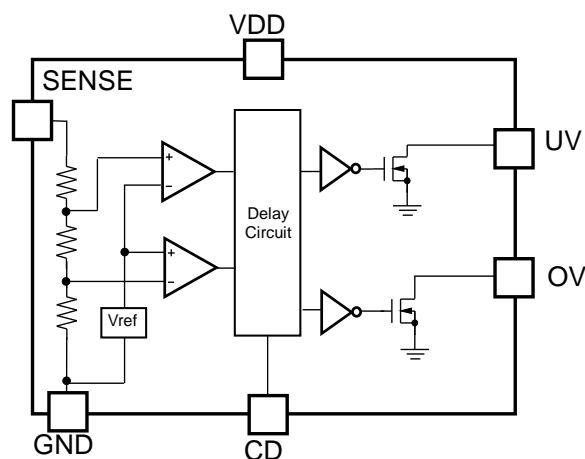 VDD
SENSE
UV
+
−
Delay
Circuit
+
−
OV
Vref
GND
CD